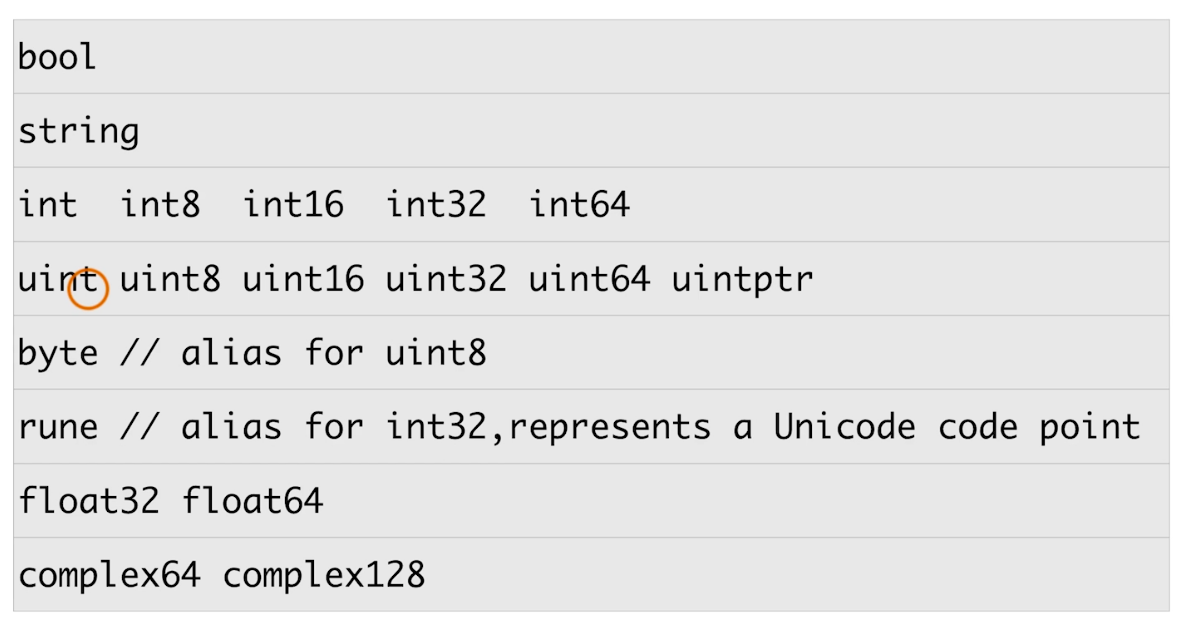 bool
string
int  int8  int16  int32  int64
uint uint8 uint16 uint32 uint64 uintptr
byte // alias for uint8
rune // alias for int32,represents a Unicode code point
float32 float64
complex64 complex128